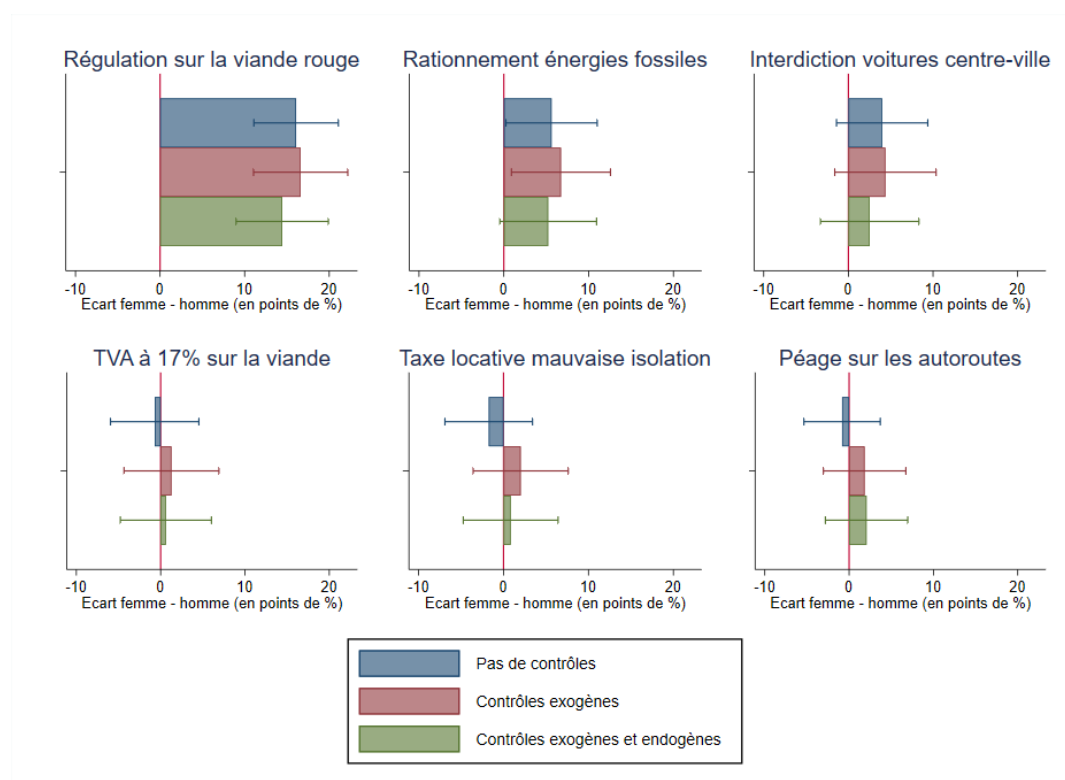 Régulation sur la viande rouge
Rationnement énergies fossiles
Interdiction voitures centre-ville
-10 0 10 20
-10 0 10 20
-10 0 10 20
Ecart femme - homme (en points de %)
Ecart femme - homme (en points de %)
Ecart femme - homme (en points de %)
TVA à 17% sur la viande
Taxe locative mauvaise isolation
Péage sur les autoroutes
-10 0 10 20
-10 0 10 20
-10 0 10 20
Ecart femme - homme (en points de %)
Ecart femme - homme (en points de %)
Ecart femme - homme (en points de %)
Pas de contrôles
Contrôles exogènes
Contrôles exogènes et endogènes